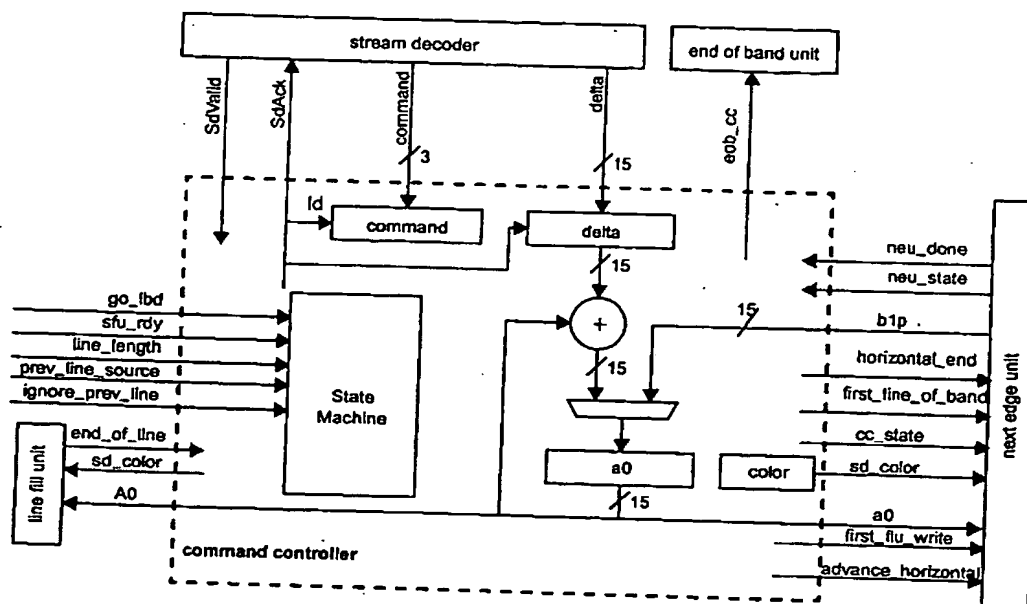 stream decoder
end of band unit
SdValid
SdAck
command
delta
eob_cc
3
15
ld
command
delta
neu_done
neu_state
15
15
b1p
go_lbd
sfu_rdy
line_length
prev_line_source
ignore_prev_line
+
15
horizontal_end
first_line_of_band
State
Machine
cc_state
next edge unit
end_of_line
sd_color
A0
line fill unit
a0
color
sd_color
15
a0
first_flu_write
command controller
advance_horizontal